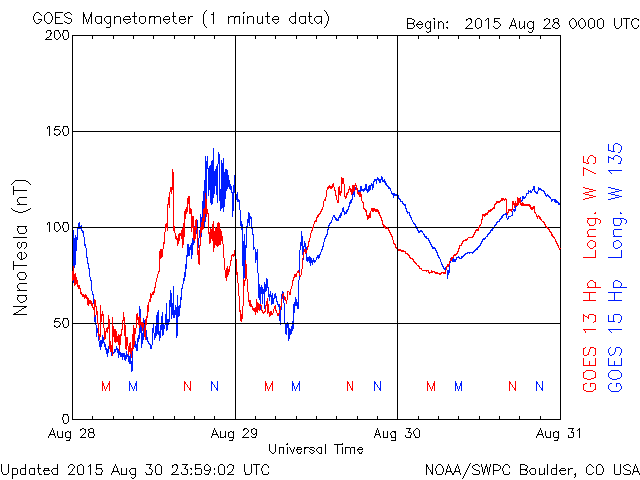 GOES Magnetometer (1 minute data)
Begin: 2015 Aug 28 0000 UTC
200
150
100
50
0
NanoTesla (nT)
M M N N M M N N M M N N
Aug 28 Aug 29 Aug 30 Aug 31
Universal Time
GOES 13 Hp Long. W 75
GOES 15 Hp Long. W 135
Updated 2015 Aug 30 23:59:02 UTC
NOAA/SWPC Boulder, CO USA